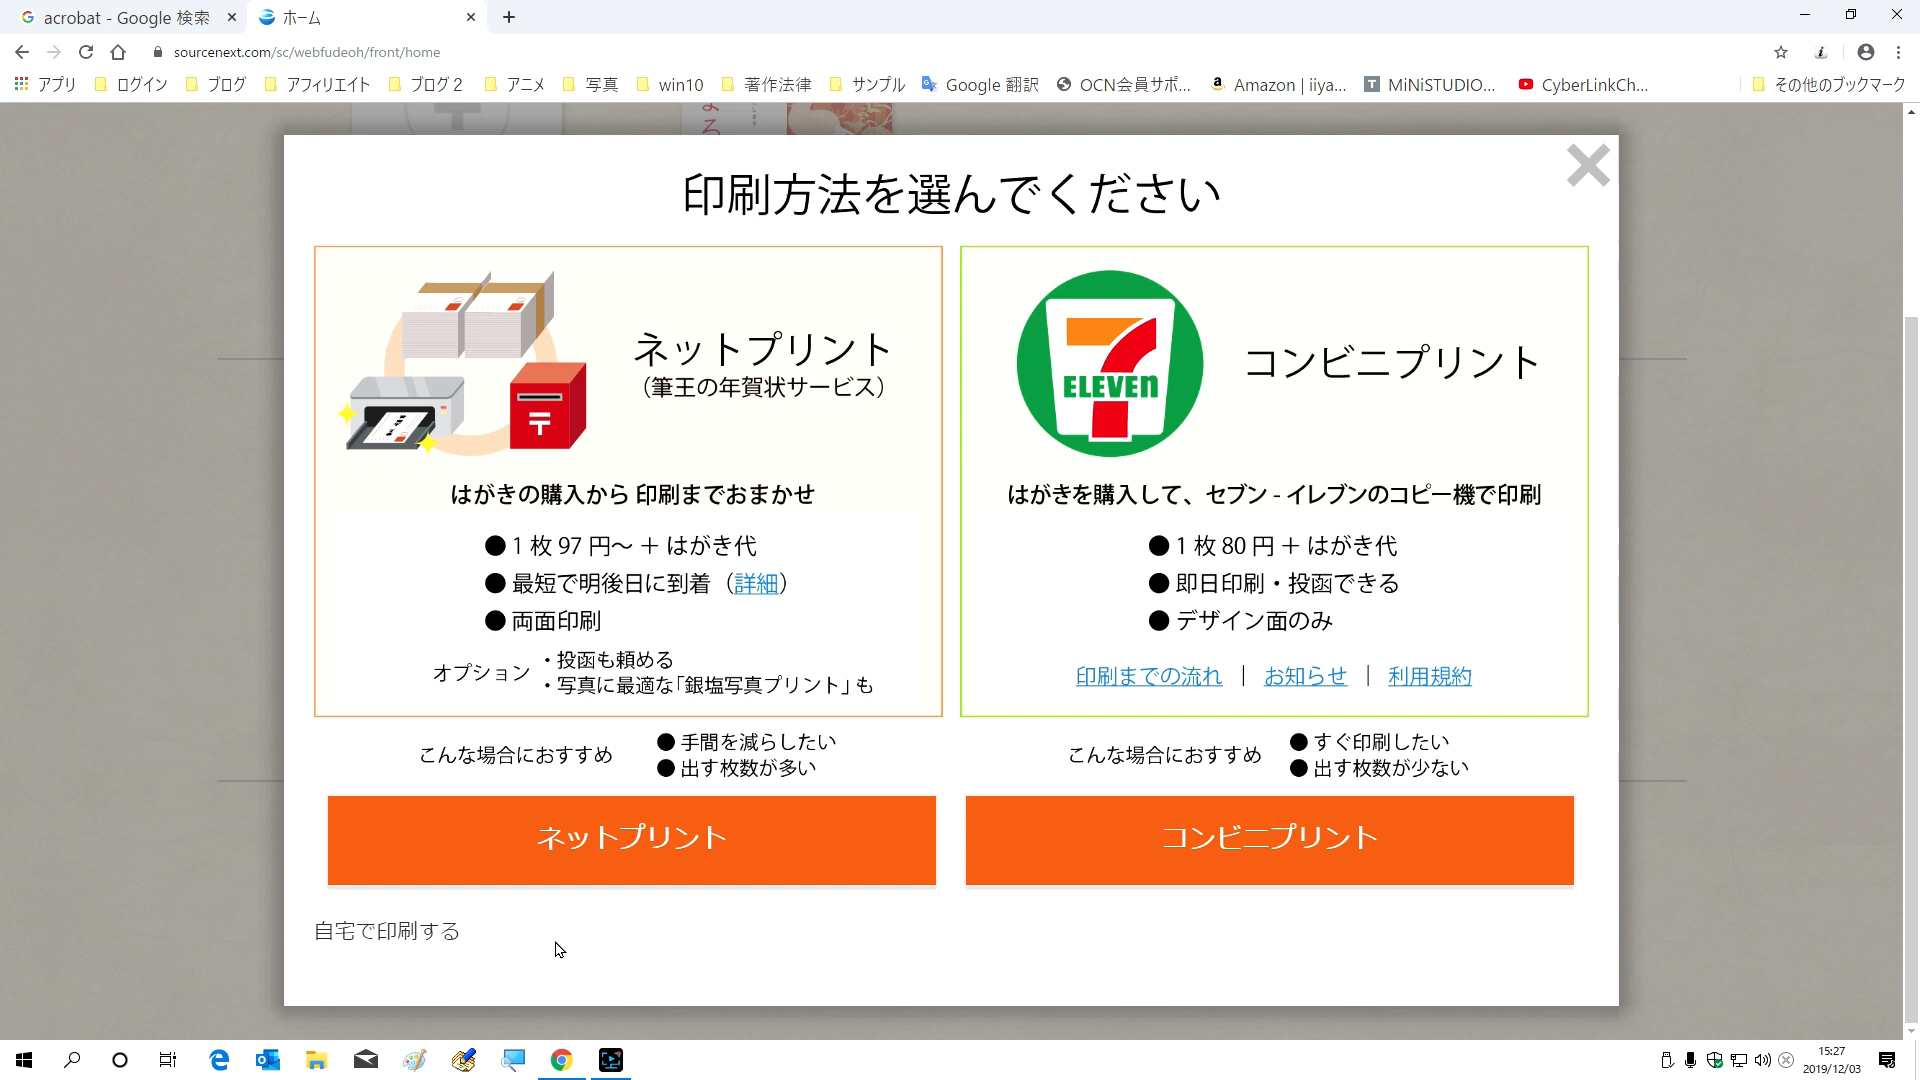 acrobat - Google 検索
ホーム
sourcenext.com/sc/webfudeoh/front/home
アプリ ログイン ブログ アフィリエイト ブログ２ アニメ 写真 win10 著作法律 サンプル Google 翻訳 OCN会員サポ... Amazon | iiya... MiNiSTUDIO... CyberLinkCh... その他のブックマーク
印刷方法を選んでください
ネットプリント
（筆王の年賀状サービス）
はがきの購入から 印刷までおまかせ
●１枚 97 円～ ＋ はがき代
●最短で明後日に到着（詳細）
●両面印刷
オプション
・投函も頼める
・写真に最適な「銀塩写真プリント」も
こんな場合におすすめ
●手間を減らしたい
●出す枚数が多い
ネットプリント
7
ELEVEn
コンビニプリント
はがきを購入して、セブン‐イレブンのコピー機で印刷
●１枚 80 円 ＋ はがき代
●即日印刷・投函できる
●デザイン面のみ
印刷までの流れ | お知らせ | 利用規約
こんな場合におすすめ
●すぐ印刷したい
●出す枚数が少ない
コンビニプリント
自宅で印刷する
15:27
2019/12/03